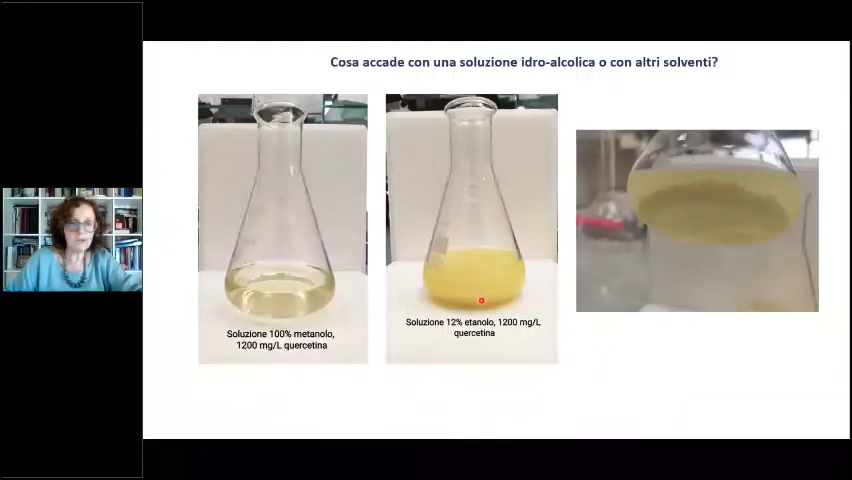 Cosa accade con una soluzione idro-alcolica o con altri solventi?
Soluzione 100% metanolo,
1200 mg/L quercetina
Soluzione 12% etanolo, 1200 mg/L
quercetina